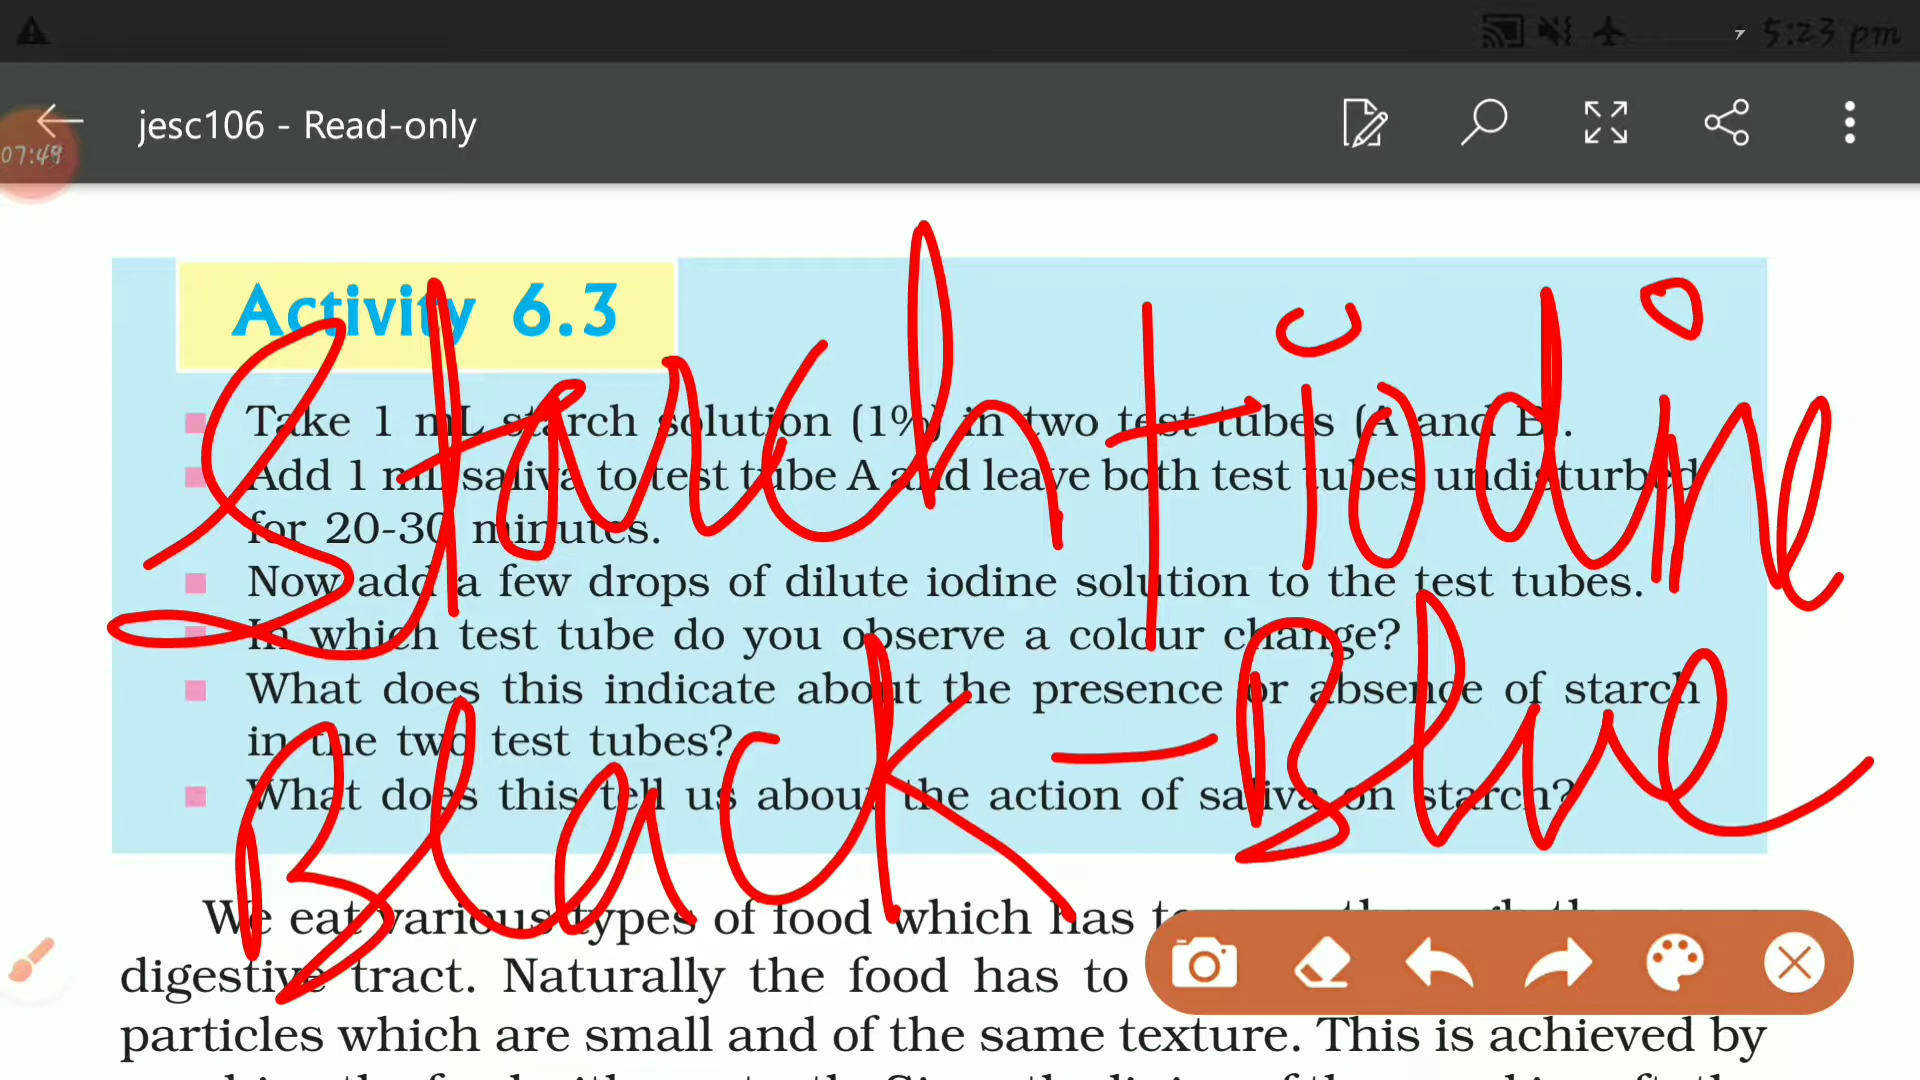 5:23 pm
jesc106 - Read-only
07:49
Activity 6.3
Starch + iodine
Take 1 mL starch solution (1%) in two test tubes (A and B).
Add 1 mL saliva to test tube A and leave both test tubes undisturbed
for 20-30 minutes.
Now add a few drops of dilute iodine solution to the test tubes.
In which test tube do you observe a colour change?
Black - Blue
What does this indicate about the presence or absence of starch
in the two test tubes?
What does this tell us about the action of saliva on starch?
We eat various types of food which has
digestive tract. Naturally the food has to
particles which are small and of the same texture. This is achieved by